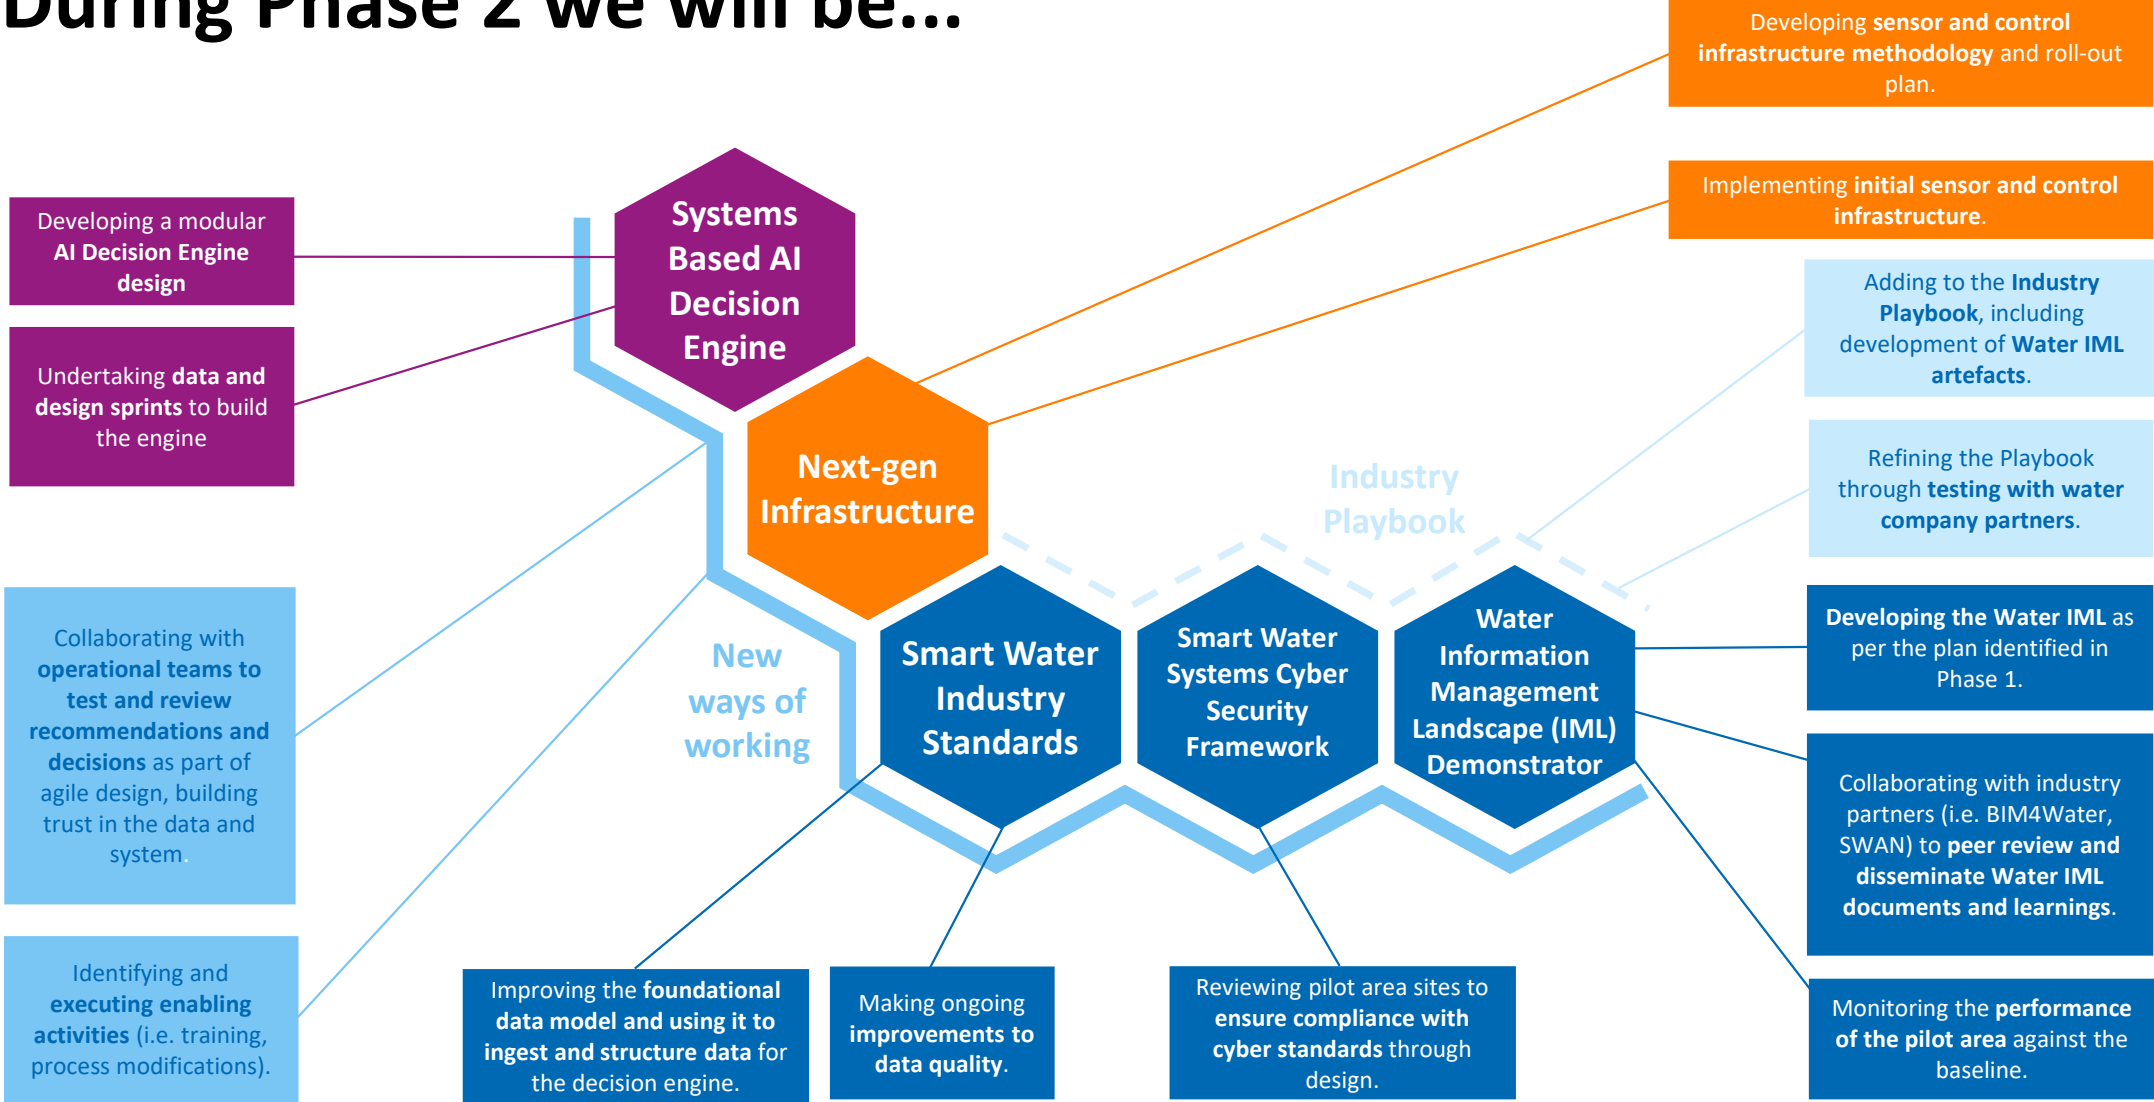 During Phase 2 we will be...
Developing sensor and control
infrastructure methodology and roll-out
plan.
Implementing initial sensor and control
infrastructure.
Systems
Based AI
Decision
Engine
Developing a modular
AI Decision Engine
design
Undertaking data and
design sprints to build
the engine
Adding to the Industry
Playbook, including
development of Water IML
artefacts.
Refining the Playbook
through testing with water
company partners.
Next-gen
Infrastructure
Industry
Playbook
Collaborating with
operational teams to
test and review
recommendations and
decisions as part of
agile design, building
trust in the data and
system.
Identifying and
executing enabling
activities (i.e. training,
process modifications).
New
ways of
working
Smart Water
Industry
Standards
Smart Water
Systems Cyber
Security
Framework
Water
Information
Management
Landscape (IML)
Demonstrator
Developing the Water IML as
per the plan identified in
Phase 1.
Collaborating with industry
partners (i.e. BIM4Water,
SWAN) to peer review and
disseminate Water IML
documents and learnings.
Monitoring the performance
of the pilot area against the
baseline.
Improving the foundational
data model and using it to
ingest and structure data for
the decision engine.
Making ongoing
improvements to
data quality.
Reviewing pilot area sites to
ensure compliance with
cyber standards through
design.